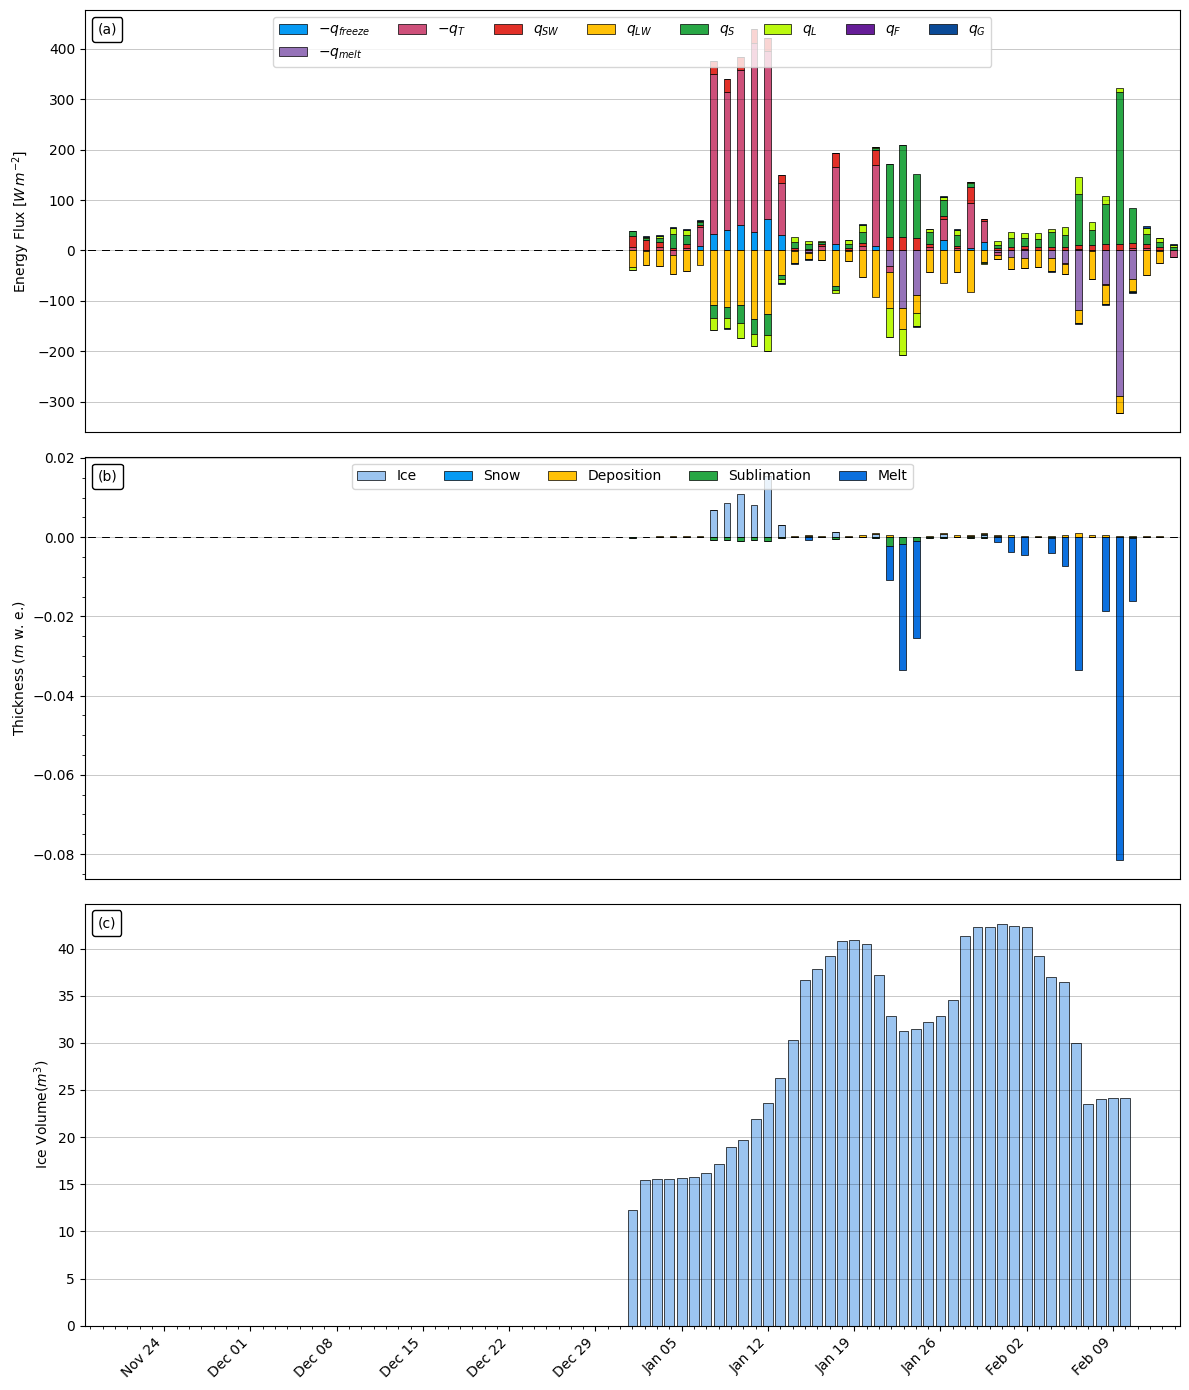 (a)
−q_freeze −q_T q_SW q_LW q_S q_L q_F q_G
−q_melt
400
300
200
100
0
−100
−200
−300
Energy Flux [W m⁻²]
(b)
Ice Snow Deposition Sublimation Melt
0.02
0.00
−0.02
−0.04
−0.06
−0.08
Thickness (m w. e.)
(c)
40
35
30
25
20
15
10
5
0
Ice Volume(m³)
Nov 24 Dec 01 Dec 08 Dec 15 Dec 22 Dec 29 Jan 05 Jan 12 Jan 19 Jan 26 Feb 02 Feb 09